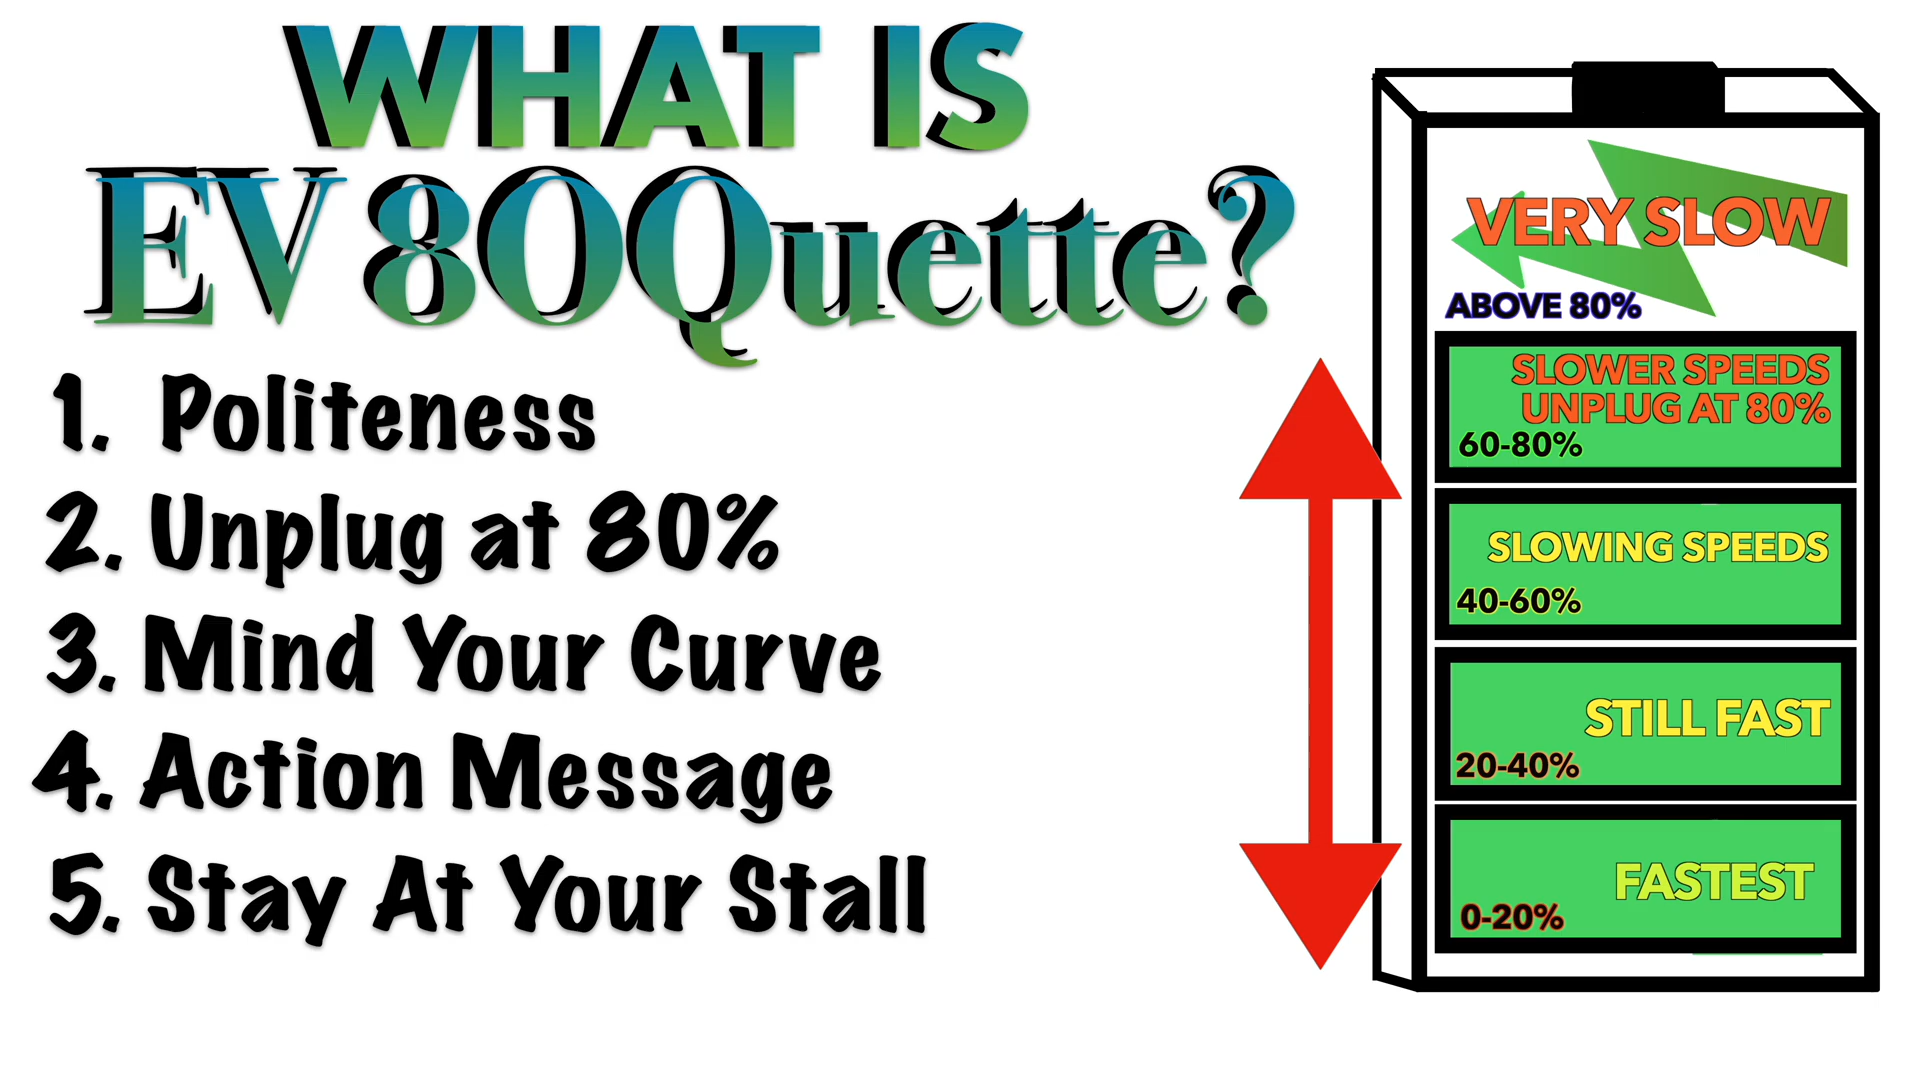 WHAT IS
EV 80Quette?
1. Politeness
2. Unplug at 80%
3. Mind Your Curve
4. Action Message
5. Stay At Your Stall
VERY SLOW
ABOVE 80%
SLOWER SPEEDS
UNPLUG AT 80%
60-80%
SLOWING SPEEDS
40-60%
STILL FAST
20-40%
FASTEST
0-20%